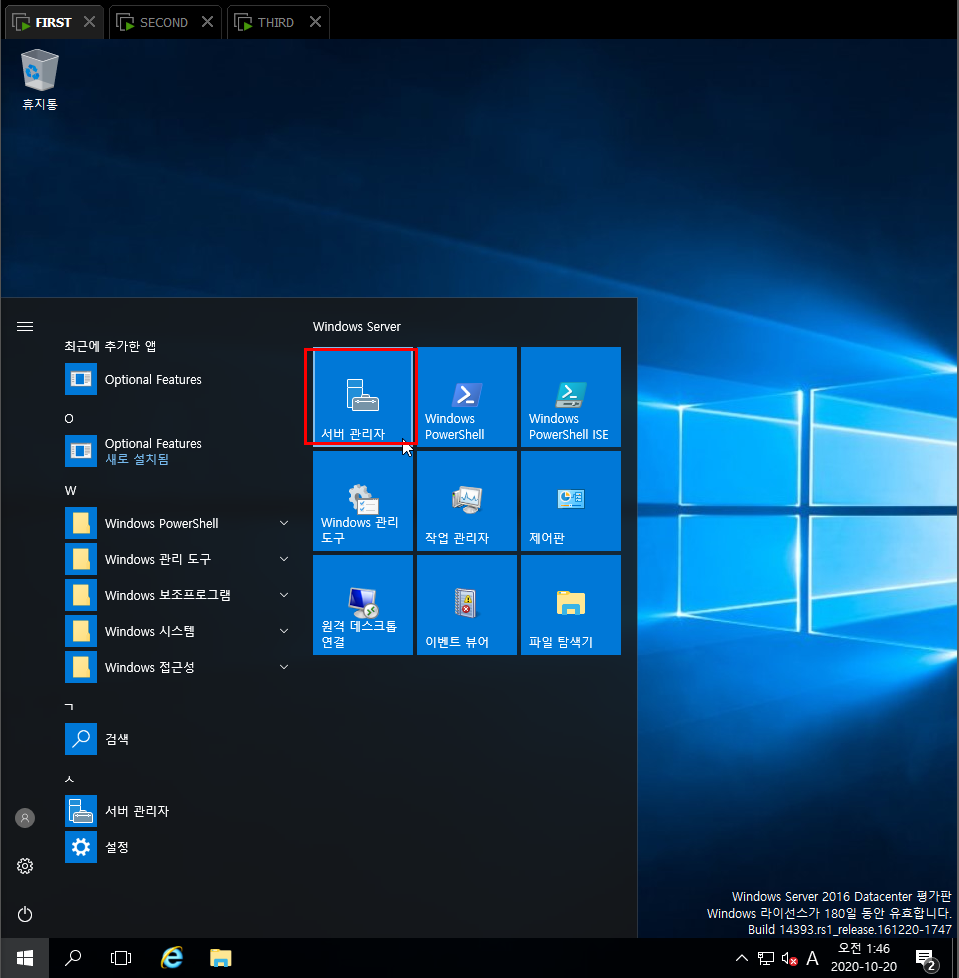 FIRST
SECOND
THIRD
휴지통
Windows Server
최근에 추가한 앱
Optional Features
O
Optional Features
새로 설치됨
W
Windows PowerShell
Windows 관리 도구
Windows 보조프로그램
Windows 시스템
Windows 접근성
ㄱ
검색
ㅅ
서버 관리자
설정
서버 관리자
Windows
PowerShell
Windows
PowerShell ISE
Windows 관리
도구
작업 관리자
제어판
원격 데스크톱
연결
이벤트 뷰어
파일 탐색기
Windows Server 2016 Datacenter 평가판
Windows 라이선스가 180일 동안 유효합니다.
Build 14393.rs1_release.161220-1747
A
오전 1:46
2020-10-20
2